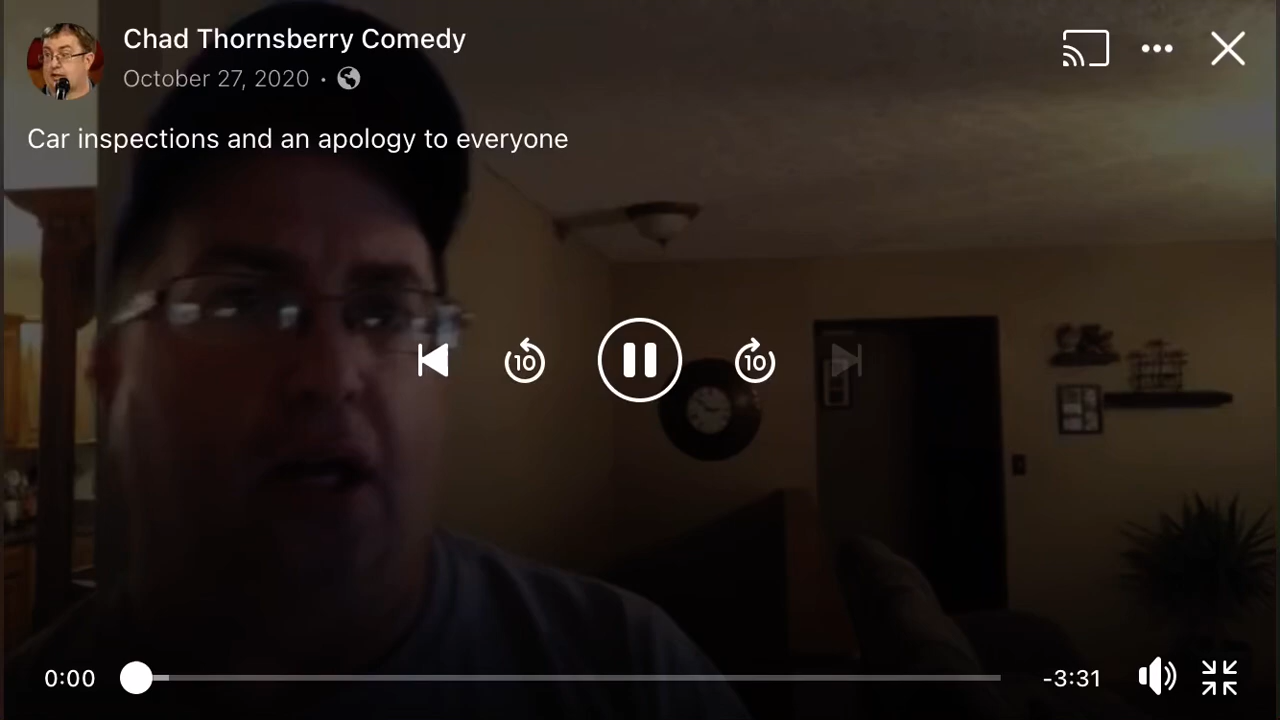 Chad Thornsberry Comedy
October 27, 2020 ·
Car inspections and an apology to everyone
10
10
0:00
-3:31